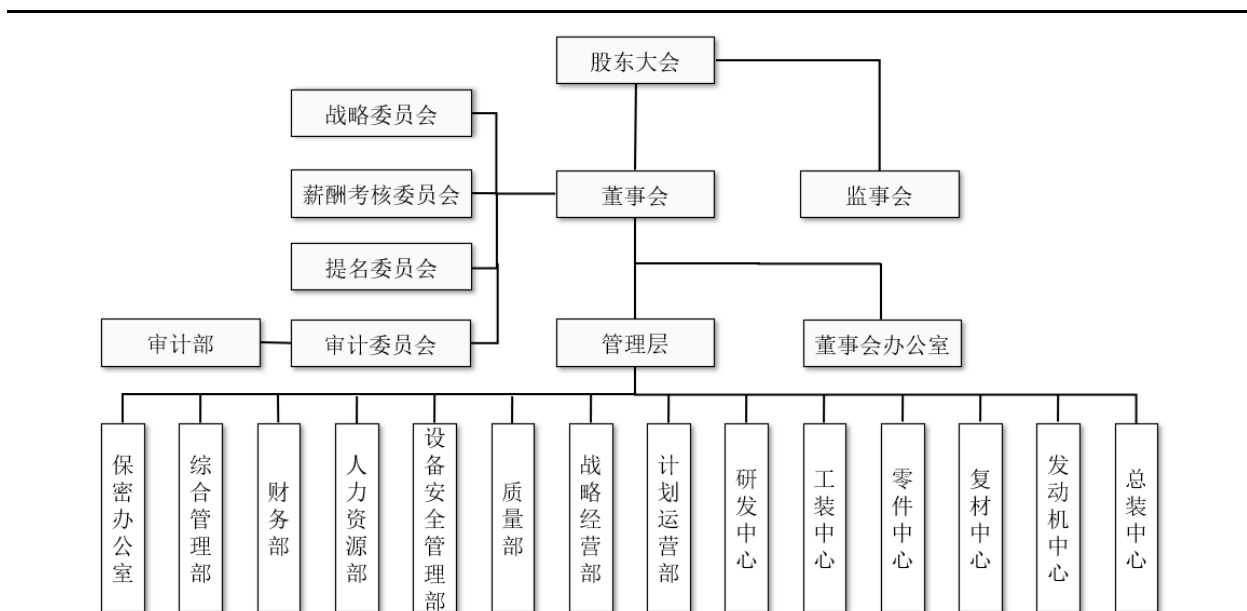 股东大会
战略委员会
薪酬考核委员会
董事会
监事会
提名委员会
审计部
审计委员会
管理层
董事会办公室
保密办公室
综合管理部
财务部
人力资源部
设备安全管理部
质量部
战略经营部
计划运营部
研发中心
工装中心
零件中心
复材中心
发动机中心
总装中心